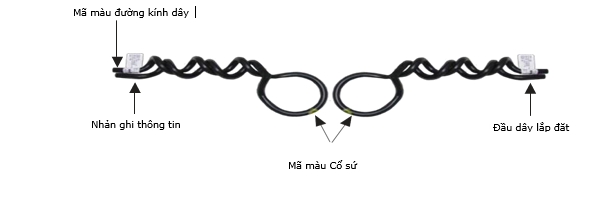 Mã màu đường kính dây
Nhản ghi thông tin
Đầu dây lắp đặt
Mã màu Cổ sứ